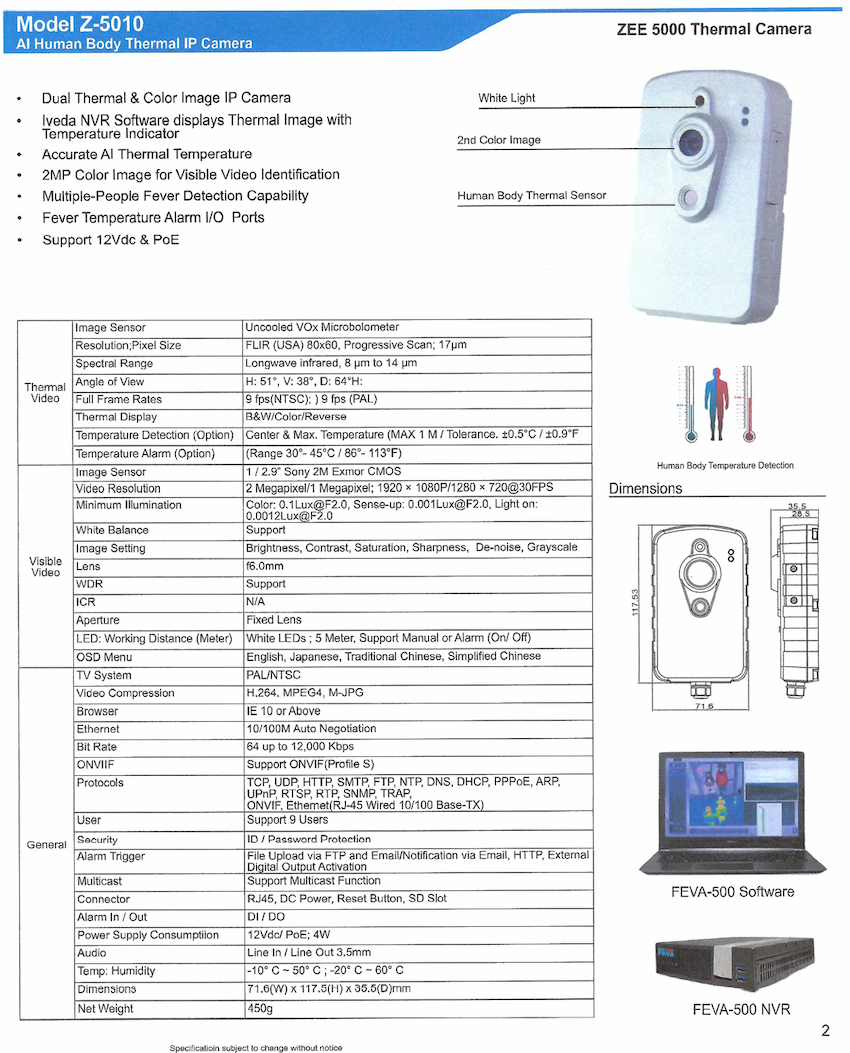 Model Z-5010
AI Human Body Thermal IP Camera
ZEE 5000 Thermal Camera
• Dual Thermal & Color Image IP Camera
• Iveda NVR Software displays Thermal Image with
Temperature Indicator
• Accurate AI Thermal Temperature
• 2MP Color Image for Visible Video Identification
• Multiple-People Fever Detection Capability
• Fever Temperature Alarm I/O Ports
• Support 12Vdc & PoE
White Light
2nd Color Image
Human Body Thermal Sensor
Thermal
Video
Image Sensor Uncooled VOx Microbolometer
Resolution;Pixel Size FLIR (USA) 80x60, Progressive Scan; 17µm
Spectral Range Longwave infrared, 8 µm to 14 µm
Angle of View H: 51°, V: 38°, D: 64°H:
Full Frame Rates 9 fps(NTSC); ) 9 fps (PAL)
Thermal Display B&W/Color/Reverse
Temperature Detection (Option) Center & Max. Temperature (MAX 1 M / Tolerance. ±0.5°C / ±0.9°F
Temperature Alarm (Option) (Range 30°- 45°C / 86°- 113°F)
Visible
Video
Image Sensor 1 / 2.9" Sony 2M Exmor CMOS
Video Resolution 2 Megapixel/1 Megapixel; 1920 × 1080P/1280 × 720@30FPS
Minimum Illumination Color: 0.1Lux@F2.0, Sense-up: 0.001Lux@F2.0, Light on:
0.0012Lux@F2.0
White Balance Support
Image Setting Brightness, Contrast, Saturation, Sharpness, De-noise, Grayscale
Lens f6.0mm
WDR Support
ICR N/A
Aperture Fixed Lens
LED: Working Distance (Meter) White LEDs ; 5 Meter, Support Manual or Alarm (On/ Off)
OSD Menu English, Japanese, Traditional Chinese, Simplified Chinese
General
TV System PAL/NTSC
Video Compression H.264. MPEG4, M-JPG
Browser IE 10 or Above
Ethernet 10/100M Auto Negotiation
Bit Rate 64 up to 12,000 Kbps
ONVIIF Support ONVIF(Profile S)
Protocols TCP, UDP, HTTP, SMTP, FTP, NTP, DNS, DHCP, PPPoE, ARP,
UPnP, RTSP, RTP, SNMP, TRAP,
ONVIF, Ethernet(RJ-45 Wired 10/100 Base-TX)
User Support 9 Users
Security ID / Password Protection
Alarm Trigger File Upload via FTP and Email/Notification via Email, HTTP, External
Digital Output Activation
Multicast Support Multicast Function
Connector RJ45, DC Power, Reset Button, SD Slot
Alarm In / Out DI / DO
Power Supply Consumptiion 12Vdc/ PoE; 4W
Audio Line In / Line Out 3.5mm
Temp: Humidity -10° C ~ 50° C ; -20° C ~ 60° C
Dimensions 71.6(W) x 117.5(H) x 35.5(D)mm
Net Weight 450g
Human Body Temperature Detection
Dimensions
35.5
28.5
117.53
71.6
FEVA-500 Software
FEVA
FEVA-500 NVR
2
Specificatioin subject to change without notice